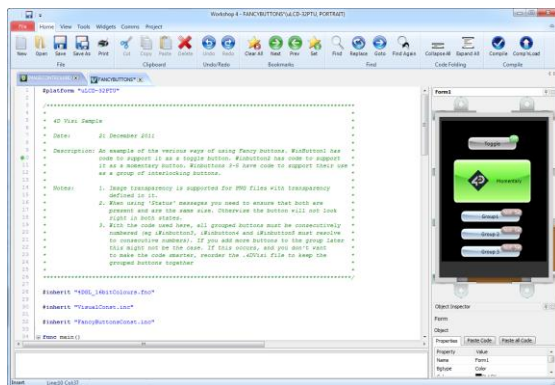 Workshop 4 - FANCYBUTTONS*(uLCD-32PTU, PORTRAIT)
File Home View Tools Widgets Comms Project
New Open Save Save As Print Cut Copy Paste Delete Undo Redo Clear All Next Prev Set Find Replace Goto Find Again Collapse All Expand All Compile Comp'nLoad
File Clipboard Undo/Redo Bookmarks Find Code Folding Compile
FANCYBUTTONS*
#platform "uLCD-32PTU"
* 4D Visi Sample
* Date: 2; December 2011
* Description: An example of the various ways of using Fancy buttons. WinButton1 has
* code to support it as a toggle button. Winbutton2 has code to support
* it as a momentary button. Winbuttons 3-5 have code to support their use
* as a group of interlocking buttons.
* Notes: 1. Image transparency is supported for PNG files with transparency
* defined in it.
* 2. When using 'Status' messages you need to ensure that both are
* present and are the same size. Otherwise the button will not look
* right in both states.
* 3. With the code used here, all grouped buttons must be consecutively
* numbered (eg iWinbutton3, iWinbutton4 and iWinbutton5 must resolve
* to consecutive numbers). If you add more buttons to the group later
* this might not be the case. If this occurs, and you don't want
* to make the code smarter, reorder the .4DVisi file to keep the
* grouped buttons together
#inherit "4DGL_16bitColours.fnc"
#inherit "VisualConst.inc"
#inherit "FancyButtonsConst.inc"
func main()
Form1
Toggle
Momentary
Group1
Group 2
Group 3
Object Inspector
Form
Object
Properties Paste Code Paste all Code
Property Value
Name Form1
Bgtype Color
Insert Line:10 Col:37